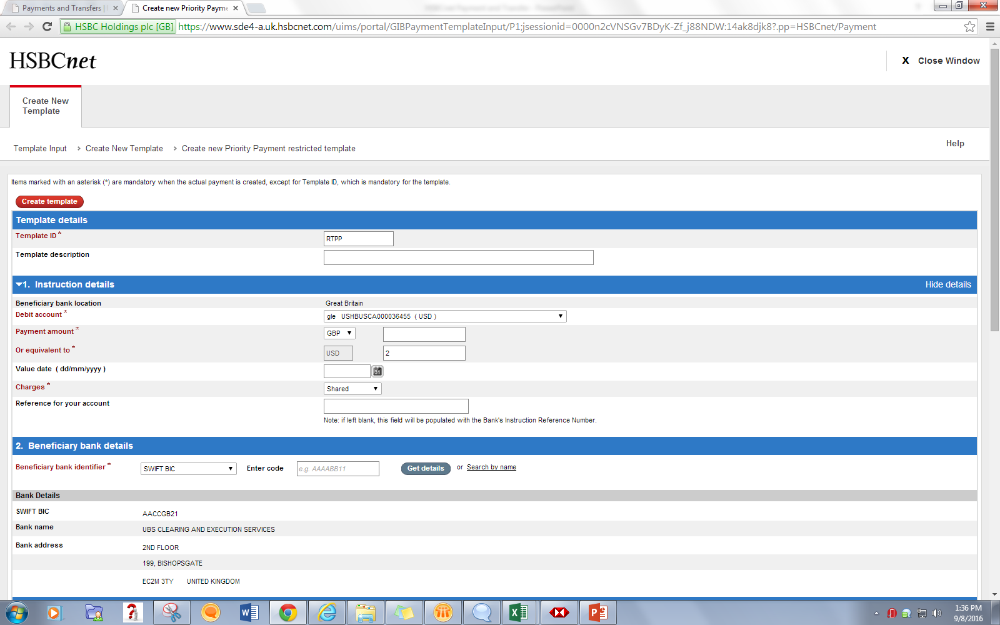 Payments and Transfers |
Create new Priority Payme
HSBC Holdings plc [GB] https://www.sde4-a.uk.hsbcnet.com/uims/portal/GIBPaymentTemplateInput/P1;jsessionid=0000n2cVNSGv7BDyK-Zf_j88NDW:14ak8djk8?.pp=HSBCnet/Payment
HSBCnet
X Close Window
Create New
Template
Template Input › Create New Template › Create new Priority Payment restricted template
Help
Items marked with an asterisk (*) are mandatory when the actual payment is created, except for Template ID, which is mandatory for the template.
Create template
Template details
Template ID * RTPP
Template description
1. Instruction details Hide details
Beneficiary bank location Great Britain
Debit account * gle USHBUSCA000036455 ( USD )
Payment amount * GBP
Or equivalent to * USD 2
Value date ( dd/mm/yyyy ) 31
Charges * Shared
Reference for your account
Note: if left blank, this field will be populated with the Bank's Instruction Reference Number.
2. Beneficiary bank details
Beneficiary bank identifier * SWIFT BIC Enter code e.g. AAAABB11 Get details or Search by name
Bank Details
SWIFT BIC AACCGB21
Bank name UBS CLEARING AND EXECUTION SERVICES
Bank address 2ND FLOOR
199, BISHOPSGATE
EC2M 3TY UNITED KINGDOM
1:36 PM
9/8/2016